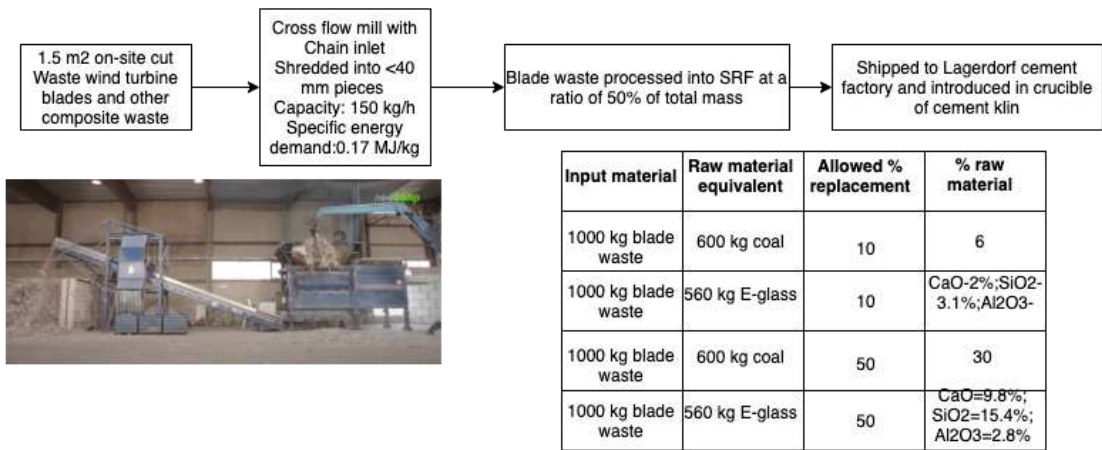 1.5 m2 on-site cut
Waste wind turbine
blades and other
composite waste
Cross flow mill with
Chain inlet
Shredded into <40
mm pieces
Capacity: 150 kg/h
Specific energy
demand:0.17 MJ/kg
Blade waste processed into SRF at a
ratio of 50% of total mass
Shipped to Lagerdorf cement
factory and introduced in crucible
of cement klin
Input material
Raw material
equivalent
Allowed %
replacement
% raw
material
1000 kg blade
waste
600 kg coal
10
6
1000 kg blade
waste
560 kg E-glass
10
CaO-2%;SiO2-
3.1%;Al2O3-
1000 kg blade
waste
600 kg coal
50
30
1000 kg blade
waste
560 kg E-glass
50
CaO=9.8%;
SiO2=15.4%;
Al2O3=2.8%